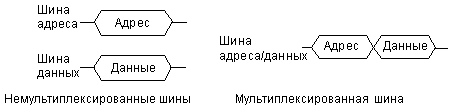 Шина
адреса
Адрес
Шина
данных
Данные
Немультиплексированные шины
Шина
адреса/данных
Адрес
Данные
Мультиплексированная шина